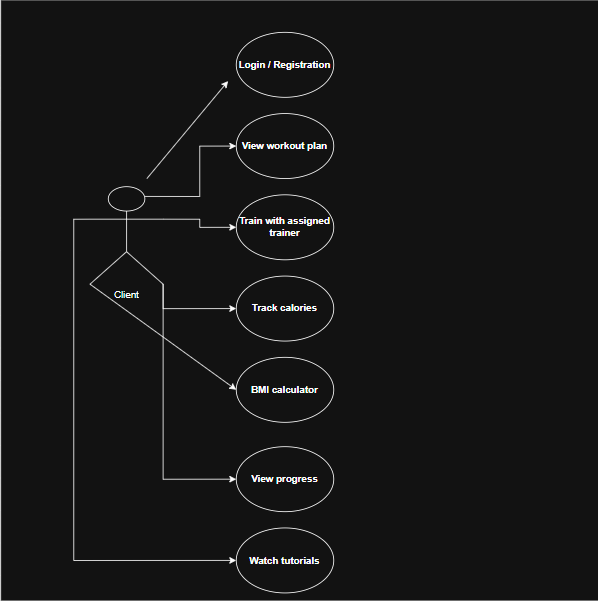 Login / Registration
View workout plan
Train with assigned
trainer
Client
Track calories
BMI calculator
View progress
Watch tutorials